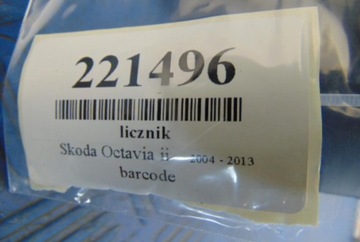 221496
licznik
Skoda Octavia ii 2004 - 2013
barcode